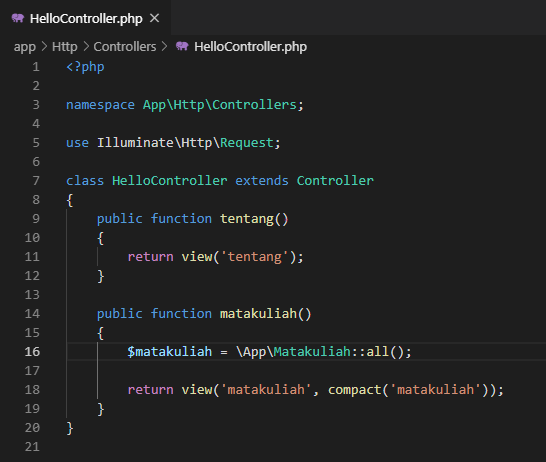 HelloController.php ×
app > Http > Controllers > HelloController.php
1 <?php
2
3 namespace App\Http\Controllers;
4
5 use Illuminate\Http\Request;
6
7 class HelloController extends Controller
8 {
9 public function tentang()
10 {
11 return view('tentang');
12 }
13
14 public function matakuliah()
15 {
16 $matakuliah = \App\Matakuliah::all();
17
18 return view('matakuliah', compact('matakuliah'));
19 }
20 }
21